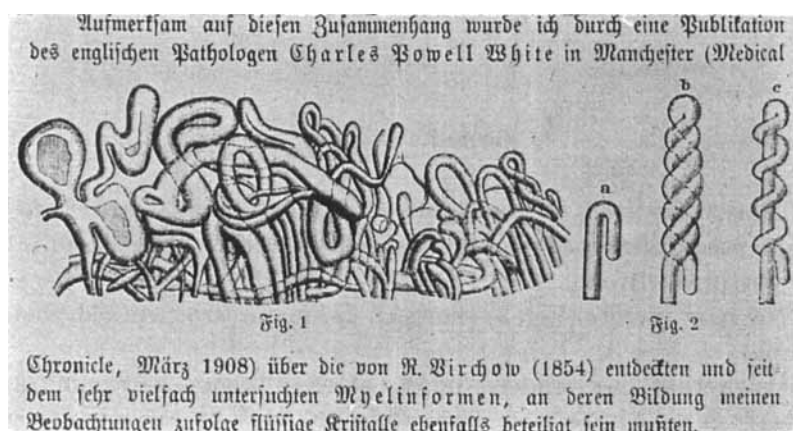 Aufmerksam auf diesen Zusammenhang wurde ich durch eine Publikation
des englischen Pathologen Charles Powell White in Manchester (Medical
a
b
c
Fig. 1
Fig. 2
Chronicle, März 1908) über die von R. Virchow (1854) entdeckten und seit
dem sehr vielfach untersuchten Myelinformen, an deren Bildung meinen
Beobachtungen zufolge flüssige Kristalle ebenfalls beteiligt sein mußten.